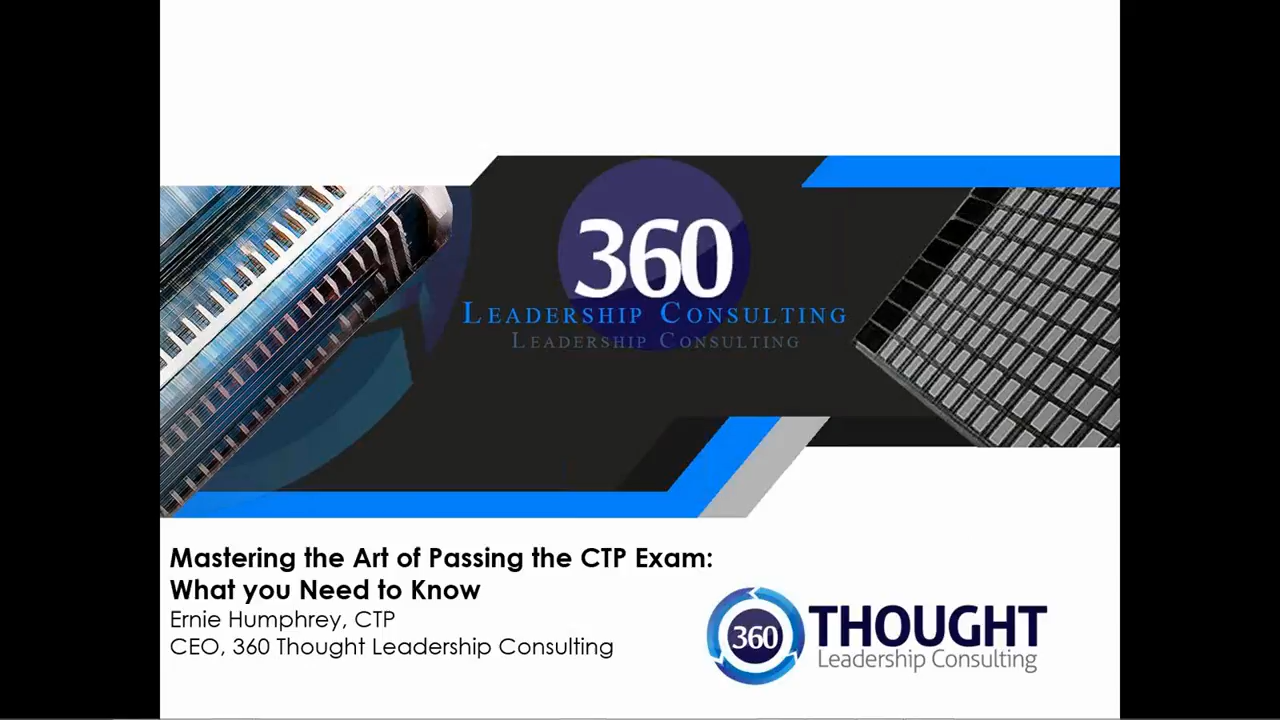 360
LEADERSHIP CONSULTING
LEADERSHIP CONSULTING
Mastering the Art of Passing the CTP Exam:
What you Need to Know
Ernie Humphrey, CTP
CEO, 360 Thought Leadership Consulting
360 THOUGHT
Leadership Consulting